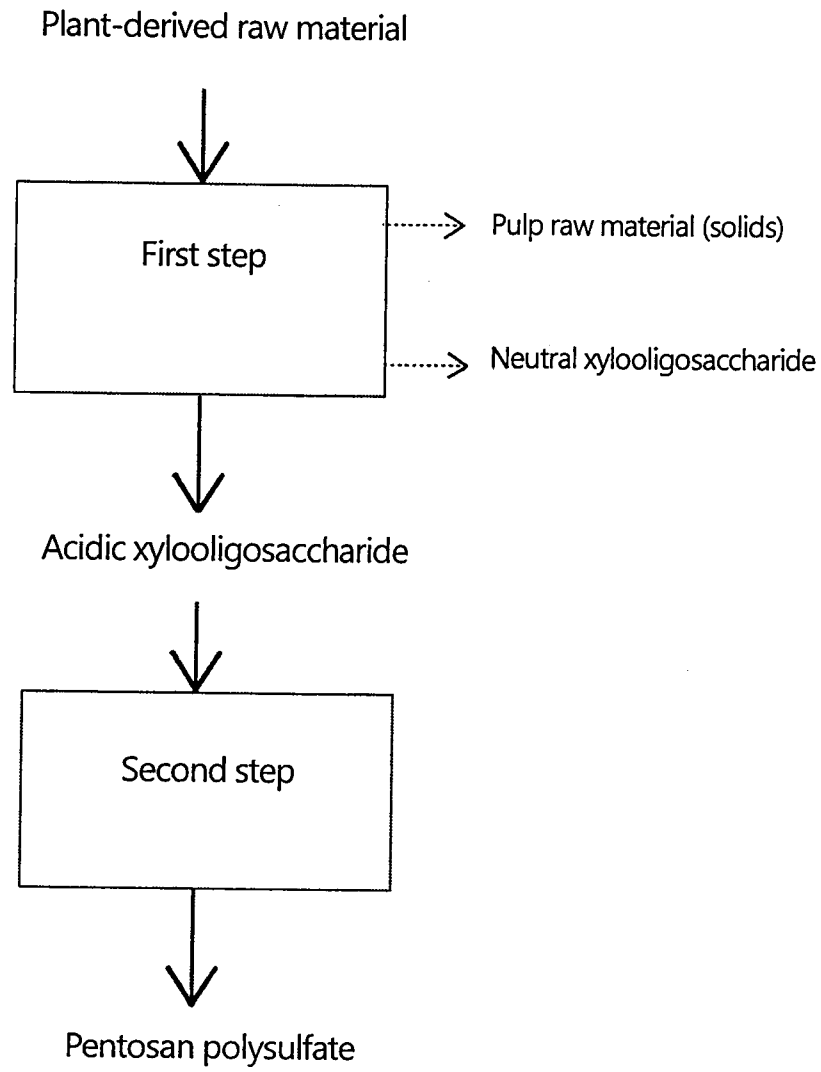 Plant-derived raw material
First step
Pulp raw material (solids)
Neutral xylooligosaccharide
Acidic xylooligosaccharide
Second step
Pentosan polysulfate